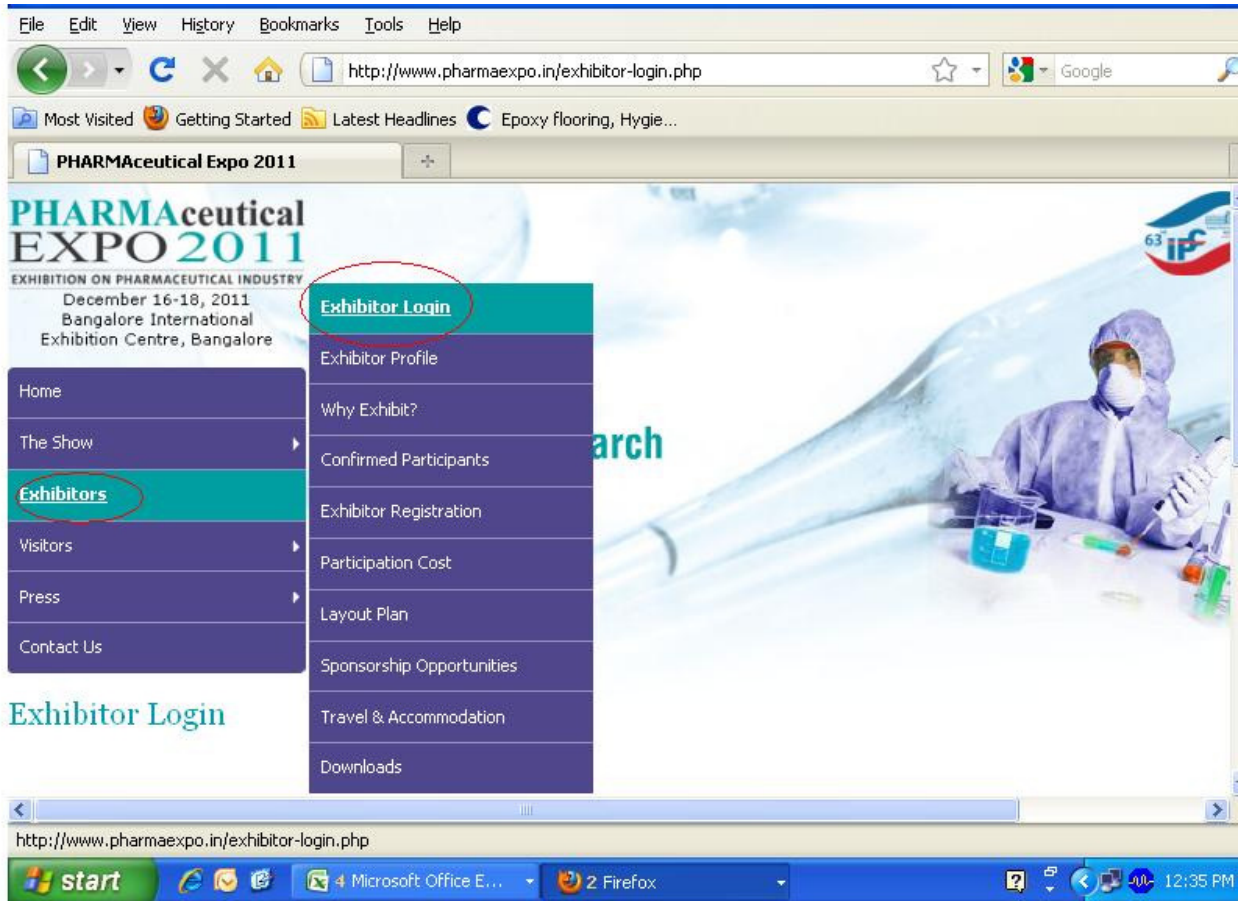 File Edit View History Bookmarks Tools Help
http://www.pharmaexpo.in/exhibitor-login.php
Google
Most Visited Getting Started Latest Headlines Epoxy flooring, Hygie...
PHARMAceutical Expo 2011
PHARMAceutical
EXPO 2011
EXHIBITION ON PHARMACEUTICAL INDUSTRY
December 16-18, 2011
Bangalore International
Exhibition Centre, Bangalore
63 IPC
Home
The Show
Exhibitors
Visitors
Press
Contact Us
Exhibitor Login
Exhibitor Profile
Why Exhibit?
Confirmed Participants
Exhibitor Registration
Participation Cost
Layout Plan
Sponsorship Opportunities
Travel & Accommodation
Downloads
arch
Exhibitor Login
http://www.pharmaexpo.in/exhibitor-login.php
start 4 Microsoft Office E... 2 Firefox 12:35 PM